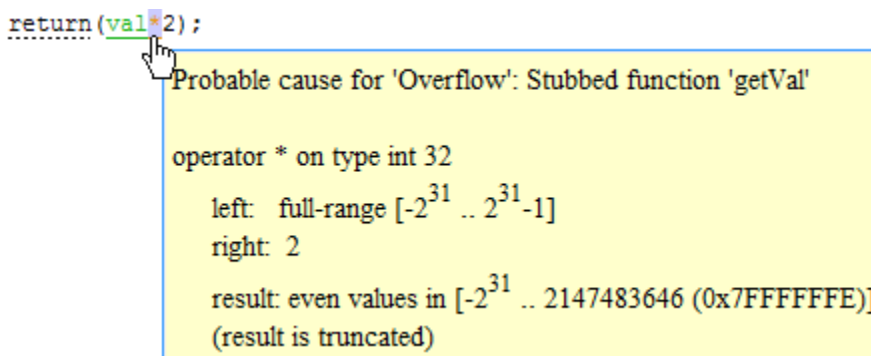 return(val*2);
Probable cause for 'Overflow': Stubbed function 'getVal'
operator * on type int 32
left: full-range [-2^31 .. 2^31-1]
right: 2
result: even values in [-2^31 .. 2147483646 (0x7FFFFFFE)]
(result is truncated)